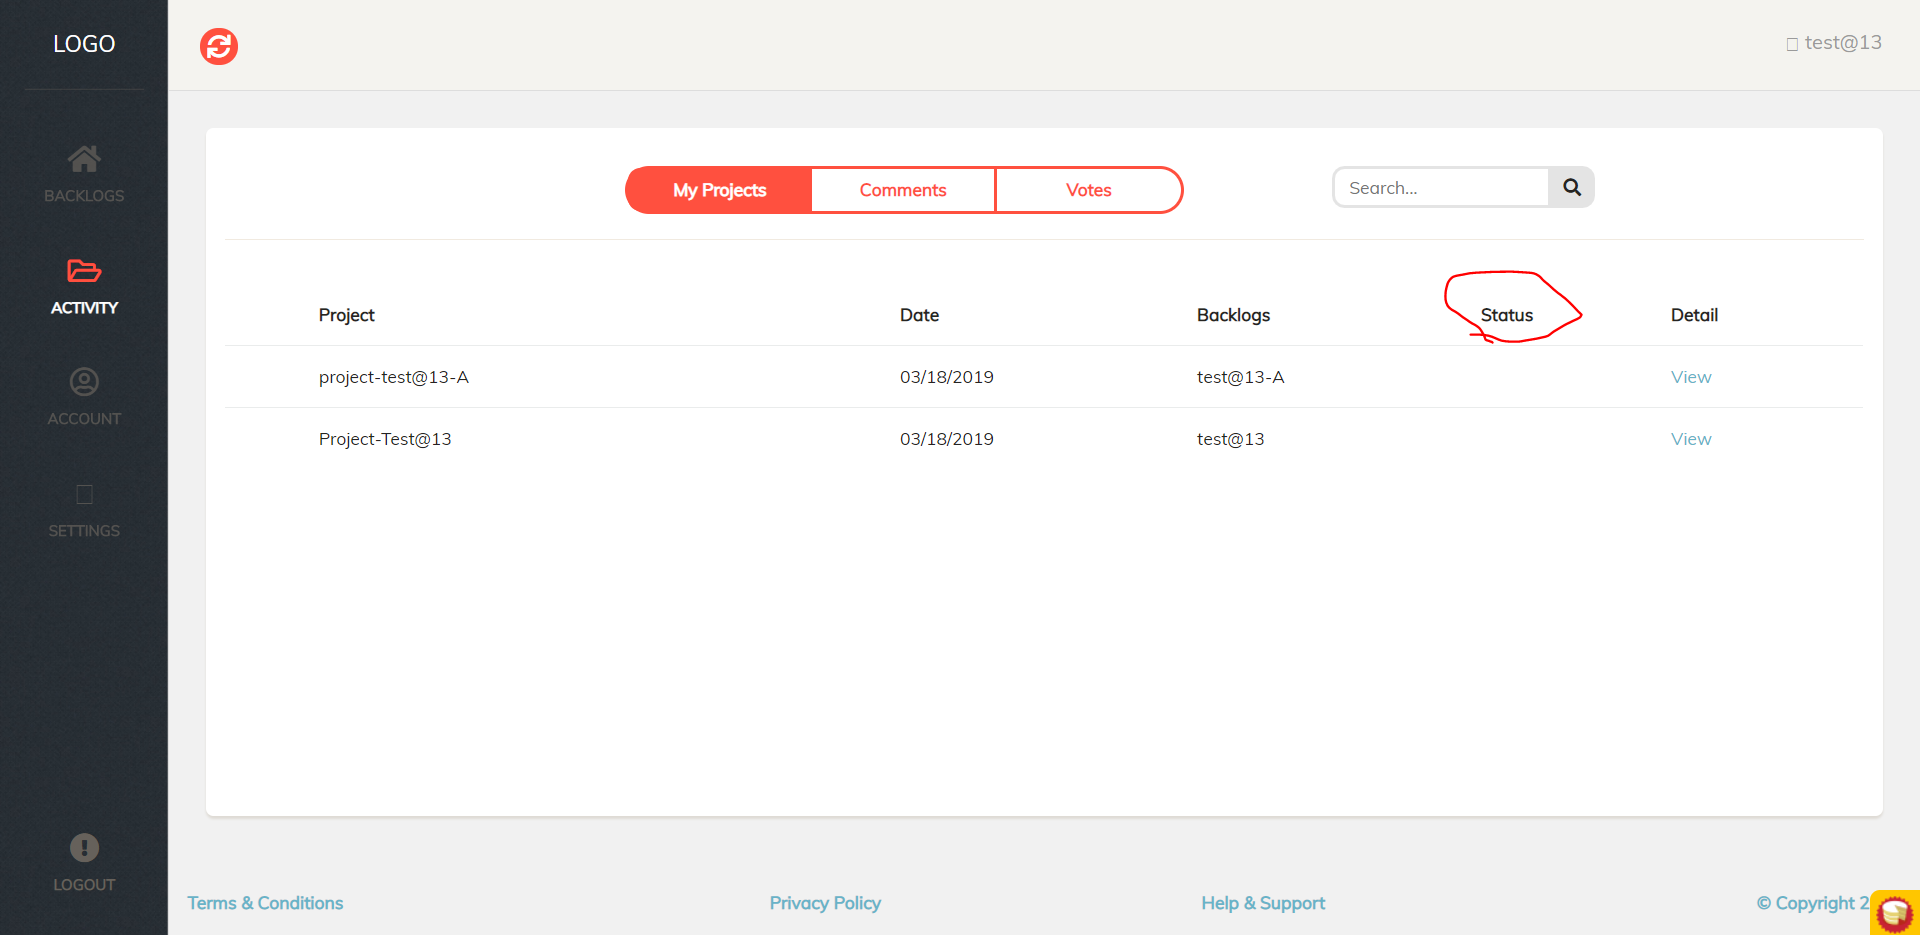 LOGO
test@13
BACKLOGS
ACTIVITY
ACCOUNT
SETTINGS
LOGOUT
My Projects Comments Votes Search...
Project Date Backlogs Status Detail
project-test@13-A 03/18/2019 test@13-A View
Project-Test@13 03/18/2019 test@13 View
Terms & Conditions Privacy Policy Help & Support © Copyright 2